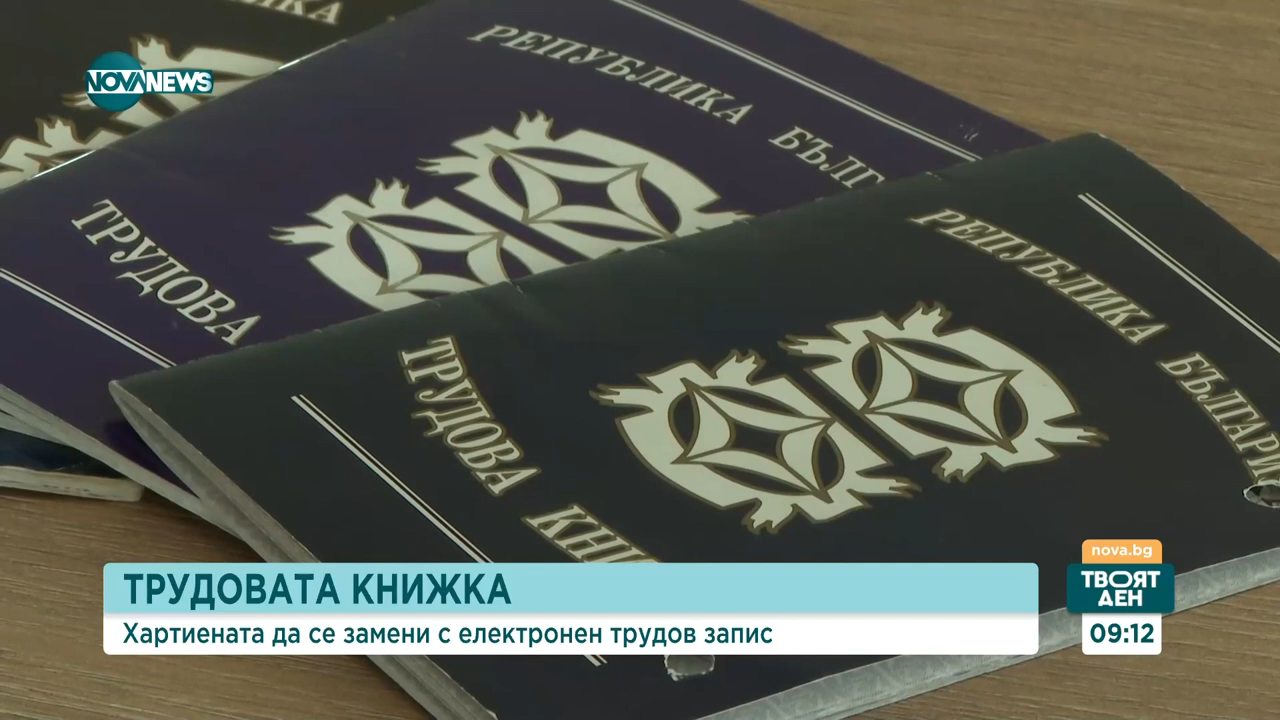 NOVA NEWS
РЕПУБЛИКА БЪЛГ
ТРУДОВА
РЕПУБЛИКА БЪЛГАРИ
ТРУДОВА КНИ
ТРУДОВАТА КНИЖКА
Хартиената да се замени с електронен трудов запис
nova.bg
ТВОЯТ
ДЕН
09:12